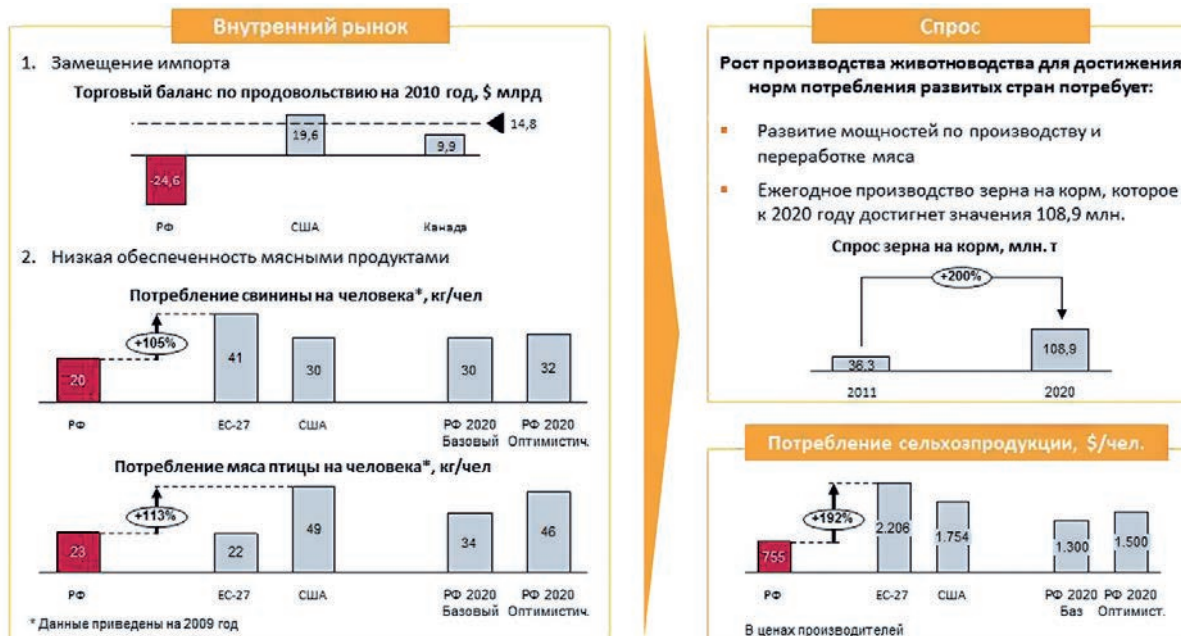 Внутренний рынок
1. Замещение импорта
Торговый баланс по продовольствию на 2010 год, $ млрд
14,8
19,6
9,9
-24,6
РФ США Канада
2. Низкая обеспеченность мясными продуктами
Потребление свинины на человека*, кг/чел
+105%
20 41 30 30 32
РФ ЕС-27 США РФ 2020 РФ 2020
Базовый Оптимистич.
Потребление мяса птицы на человека*, кг/чел
+113%
23 22 49 34 46
РФ ЕС-27 США РФ 2020 РФ 2020
Базовый Оптимистич.
* Данные приведены на 2009 год
Спрос
Рост производства животноводства для достижения
норм потребления развитых стран потребует:
Развитие мощностей по производству и
переработке мяса
Ежегодное производство зерна на корм, которое
к 2020 году достигнет значения 108,9 млн.
Спрос зерна на корм, млн. т
+200%
36,3 108,9
2011 2020
Потребление сельхозпродукции, $/чел.
+192%
755 2.206 1.754 1.300 1.500
РФ ЕС-27 США РФ 2020 РФ 2020
Баз Оптимист.
В ценах производителей